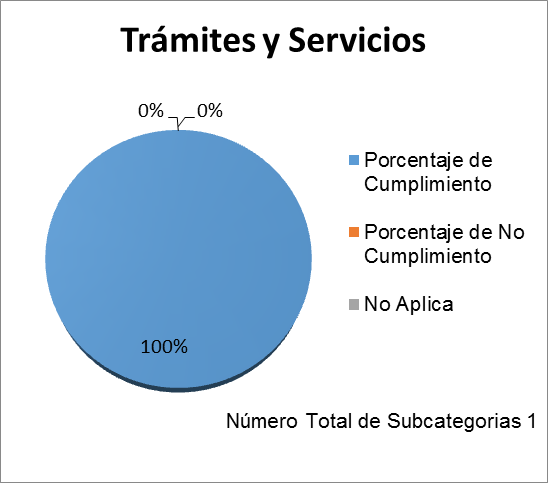 Trámites y Servicios
0%
0%
100%
Porcentaje de
Cumplimiento
Porcentaje de No
Cumplimiento
No Aplica
Número Total de Subcategorias 1